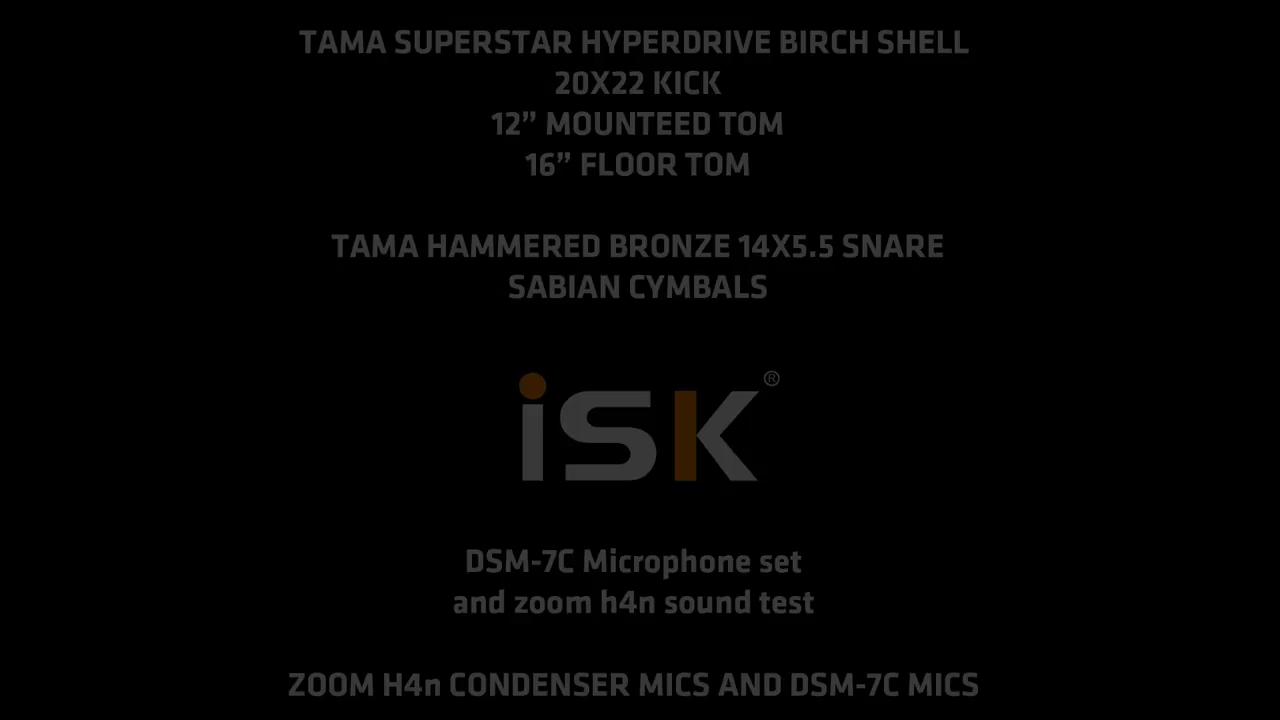 TAMA SUPERSTAR HYPERDRIVE BIRCH SHELL
20X22 KICK
12” MOUNTEED TOM
16” FLOOR TOM
TAMA HAMMERED BRONZE 14X5.5 SNARE
SABIAN CYMBALS
iSK®
DSM-7C Microphone set
and zoom h4n sound test
ZOOM H4n CONDENSER MICS AND DSM-7C MICS